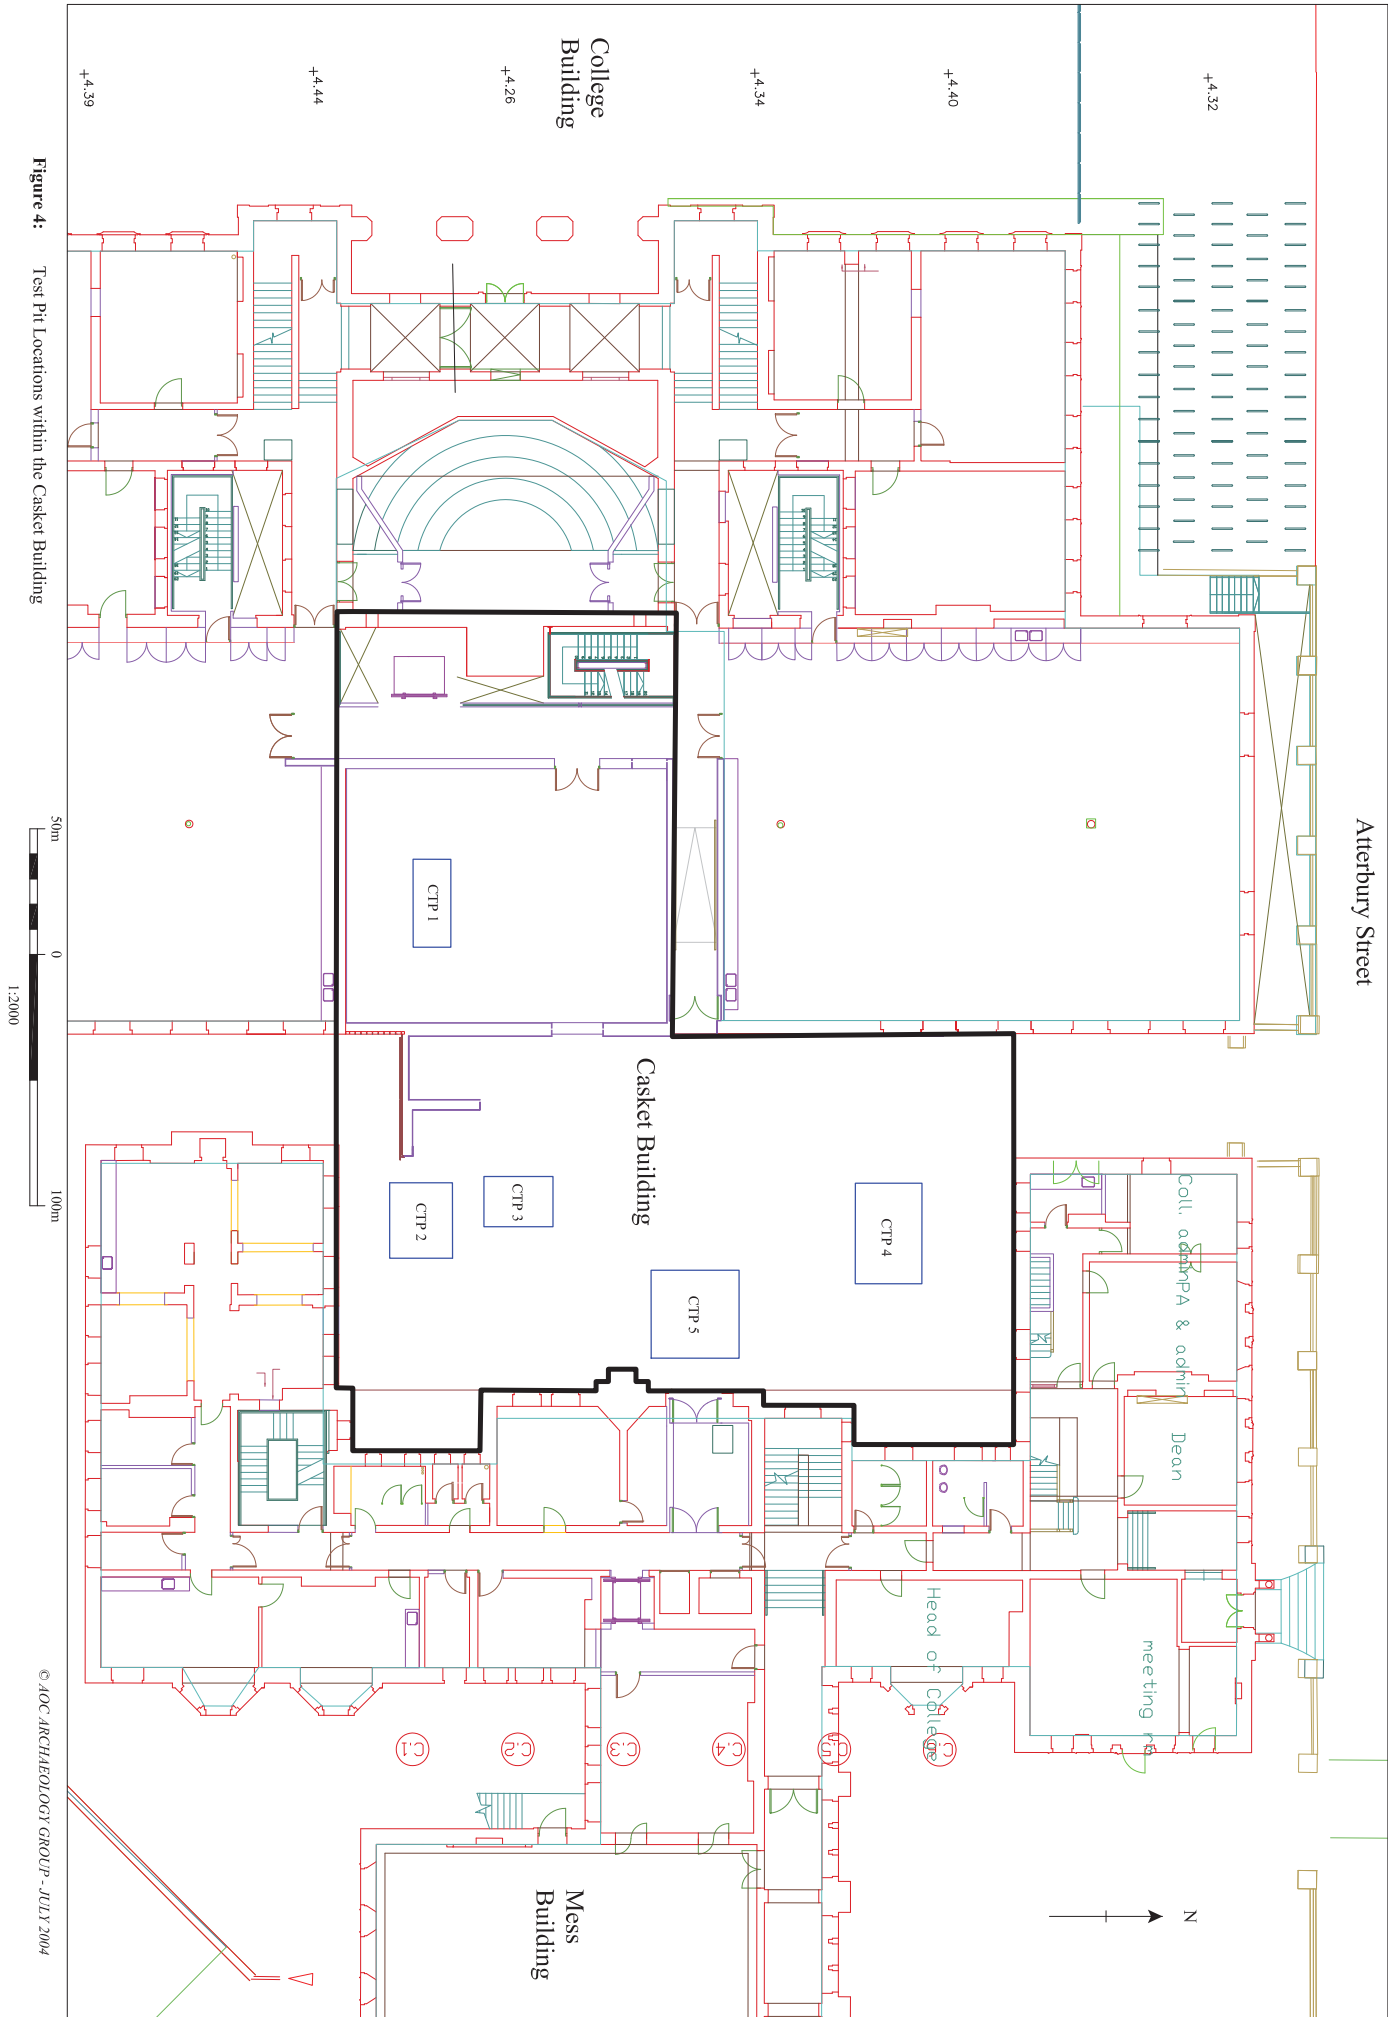 Atterbury Street
College
Building
+4.39
+4.44
+4.26
+4.34
+4.40
+4.32
Coll. admin
PA & admin
Dean
meeting rm
Head of College
Casket Building
CTP 1
CTP 2
CTP 3
CTP 4
CTP 5
C.1
C.2
C.3
C.4
C.5
Mess
Building
N
50m
0
100m
1:2000
Figure 4: Test Pit Locations within the Casket Building
© AOC ARCHAEOLOGY GROUP - JULY 2004